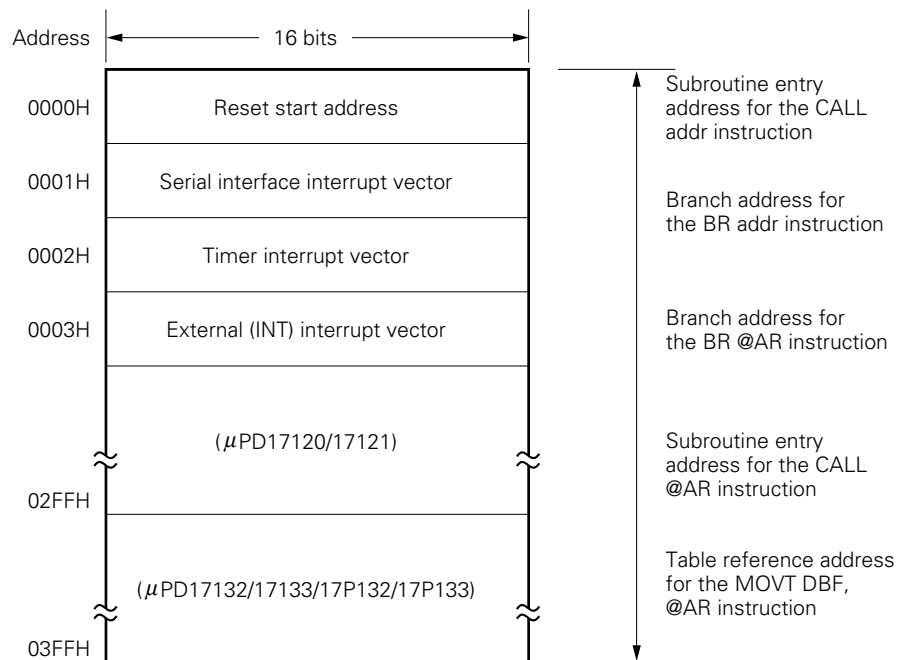 Address
16 bits
0000H
Reset start address
0001H
Serial interface interrupt vector
0002H
Timer interrupt vector
0003H
External (INT) interrupt vector
(μPD17120/17121)
02FFH
(μPD17132/17133/17P132/17P133)
03FFH
Subroutine entry
address for the CALL
addr instruction
Branch address for
the BR addr instruction
Branch address for
the BR @AR instruction
Subroutine entry
address for the CALL
@AR instruction
Table reference address
for the MOVT DBF,
@AR instruction